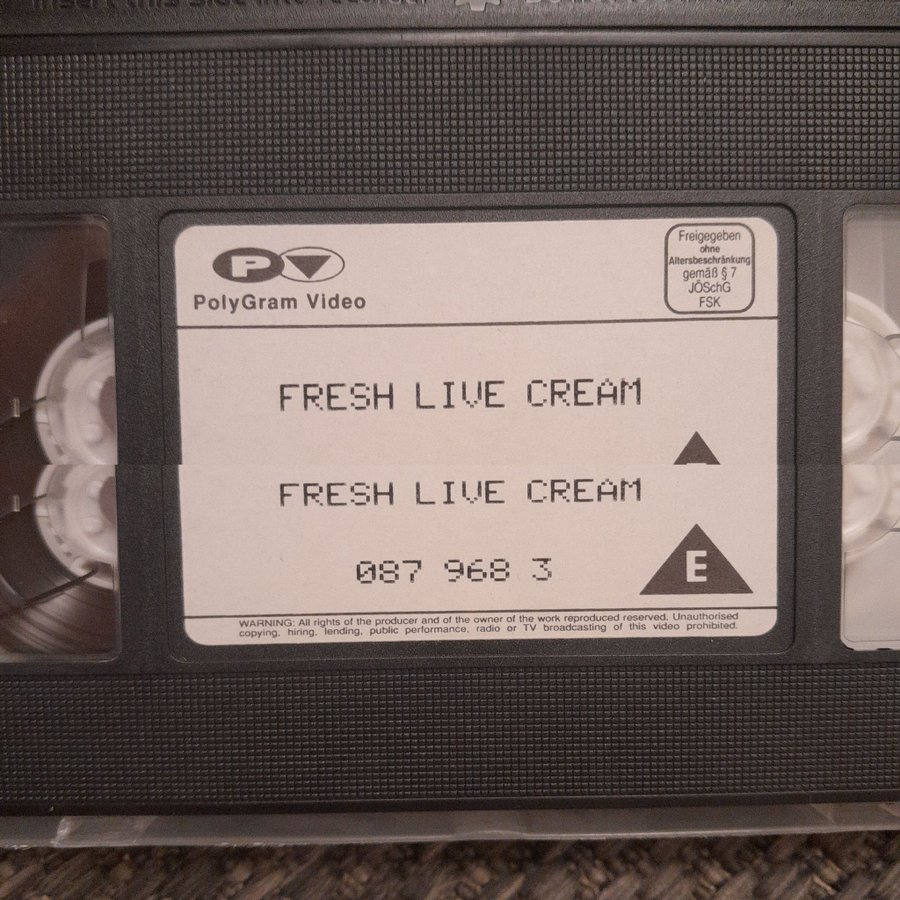 PV
PolyGram Video
Freigegeben
ohne
Altersbeschränkung
gemäß § 7
JÖSchG
FSK
FRESH LIVE CREAM
FRESH LIVE CREAM
087 968 3
E
WARNING: All rights of the producer and of the owner of the work reproduced reserved. Unauthorised
copying, hiring, lending, public performance, radio or TV broadcasting of this video prohibited.